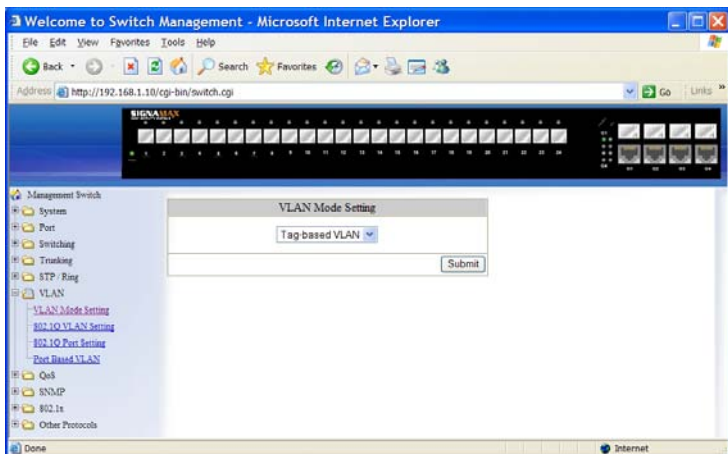 Welcome to Switch Management - Microsoft Internet Explorer
File Edit View Favorites Tools Help
Back Search Favorites
Address http://192.168.1.10/cgi-bin/switch.cgi Go Links »
SIGNAMAX
Management Switch
System
Port
Switching
Trunking
STP / Ring
VLAN
VLAN Mode Setting
802.1Q VLAN Setting
802.1Q Port Setting
Port Based VLAN
QoS
SNMP
802.1x
Other Protocols
VLAN Mode Setting
Tag-based VLAN
Submit
Done Internet